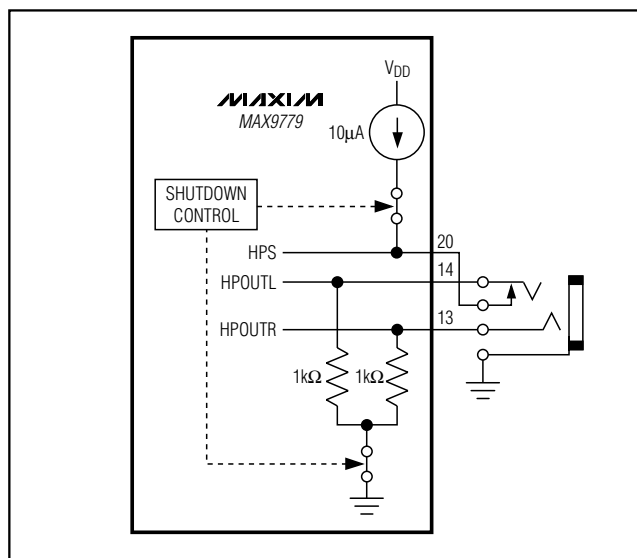 VDD
MAXIM
MAX9779
10µA
SHUTDOWN
CONTROL
HPS
20
HPOUTL
14
HPOUTR
13
1kΩ
1kΩ